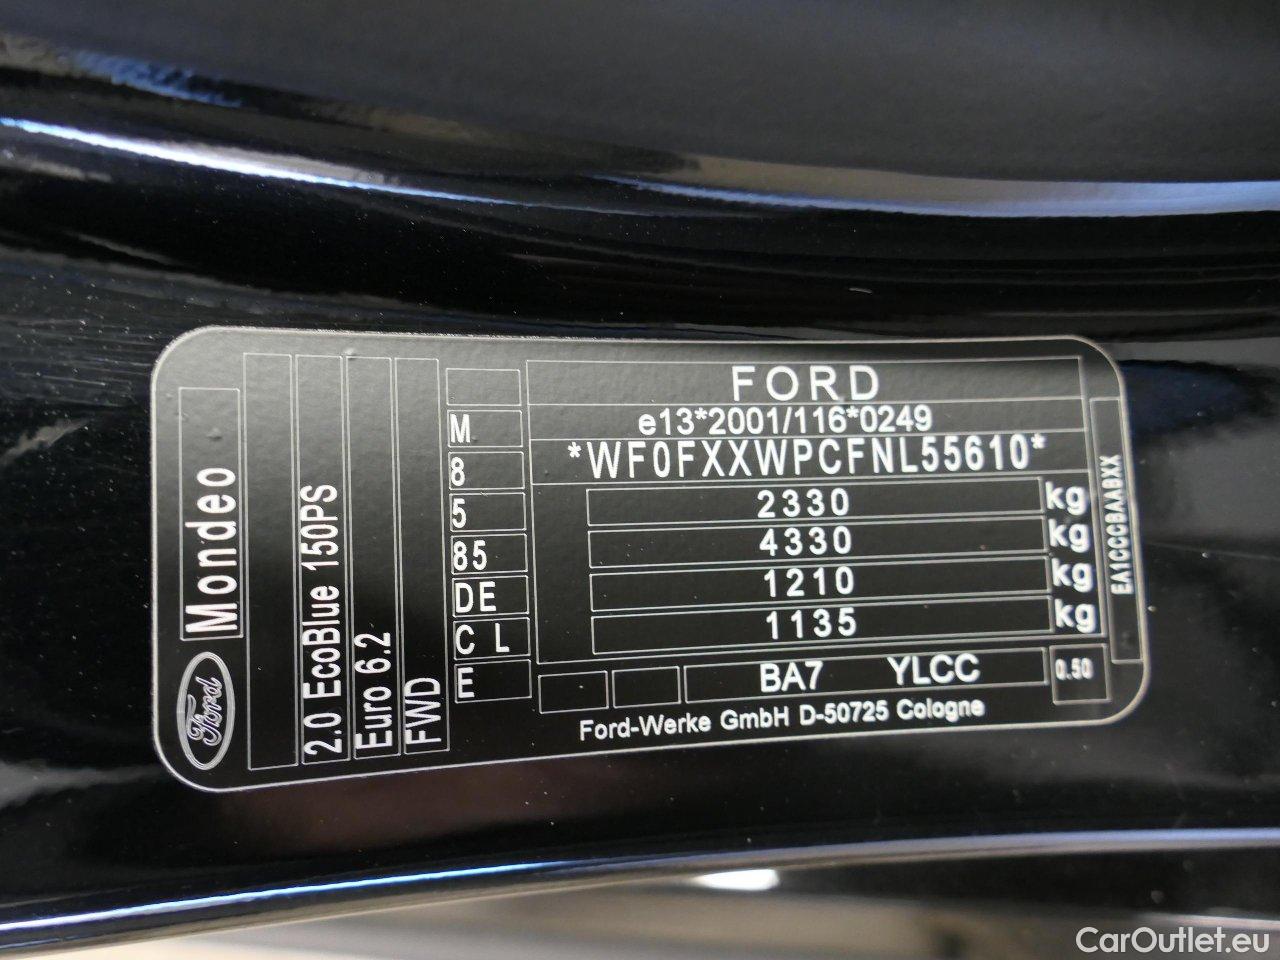 FORD
e13*2001/116*0249
*WF0FXXWPCFNL55610*
2330 kg
4330 kg
1210 kg
1135 kg
BA7 YLCC 0.50
Ford-Werke GmbH D-50725 Cologne
M
8
5
85
DE
C L
E
Ford
Mondeo
2.0 EcoBlue 150PS
Euro 6.2
FWD
EA1CCCBAABXX
CarOutlet.eu